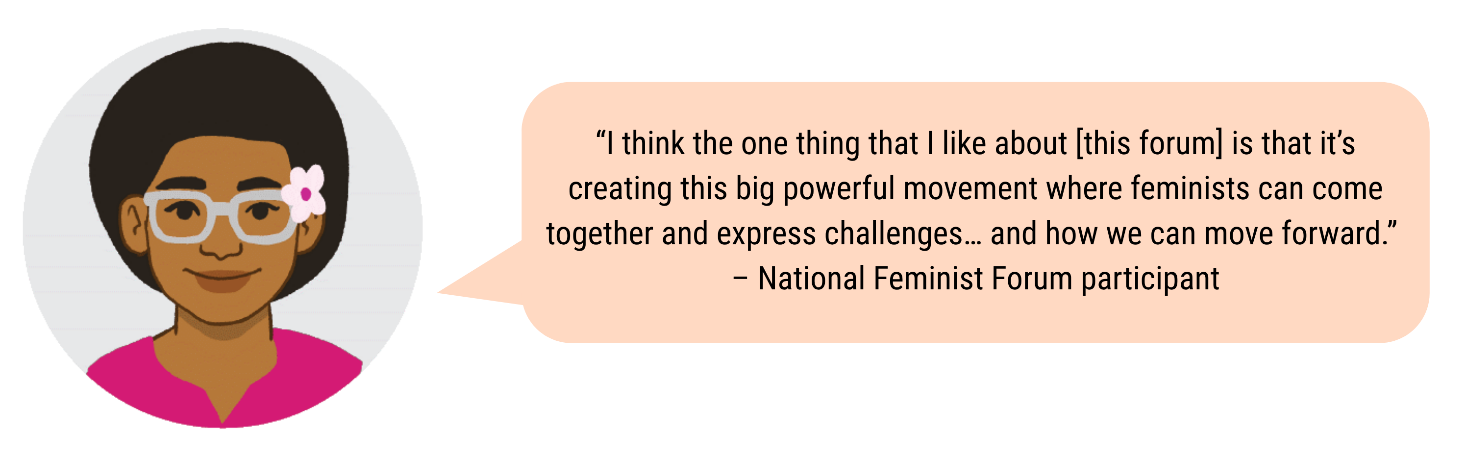 “I think the one thing that I like about [this forum] is that it’s
creating this big powerful movement where feminists can come
together and express challenges… and how we can move forward.”
– National Feminist Forum participant